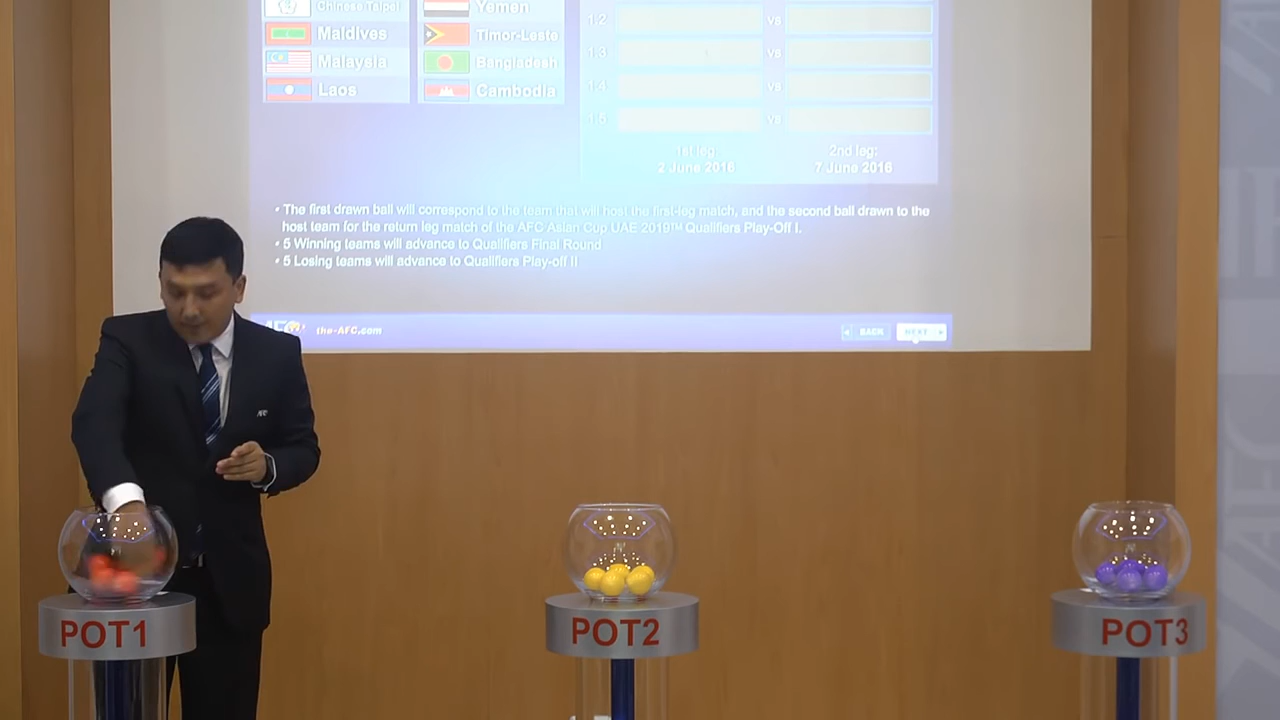 Chinese Taipei
Maldives
Malaysia
Laos
Yemen
Timor-Leste
Bangladesh
Cambodia
1.2 vs
1.3 vs
1.4 vs
1.5 vs
1st leg:
2 June 2016
2nd leg:
7 June 2016
• The first drawn ball will correspond to the team that will host the first-leg match, and the second ball drawn to the
host team for the return leg match of the AFC Asian Cup UAE 2019™ Qualifiers Play-Off I.
• 5 Winning teams will advance to Qualifiers Final Round
• 5 Losing teams will advance to Qualifiers Play-off II
AFC the-AFC.com
BACK NEXT
AFC
POT1
POT2
POT3